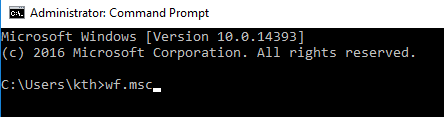 Administrator: Command Prompt
Microsoft Windows [Version 10.0.14393]
(c) 2016 Microsoft Corporation. All rights reserved.
C:\Users\kth>wf.msc